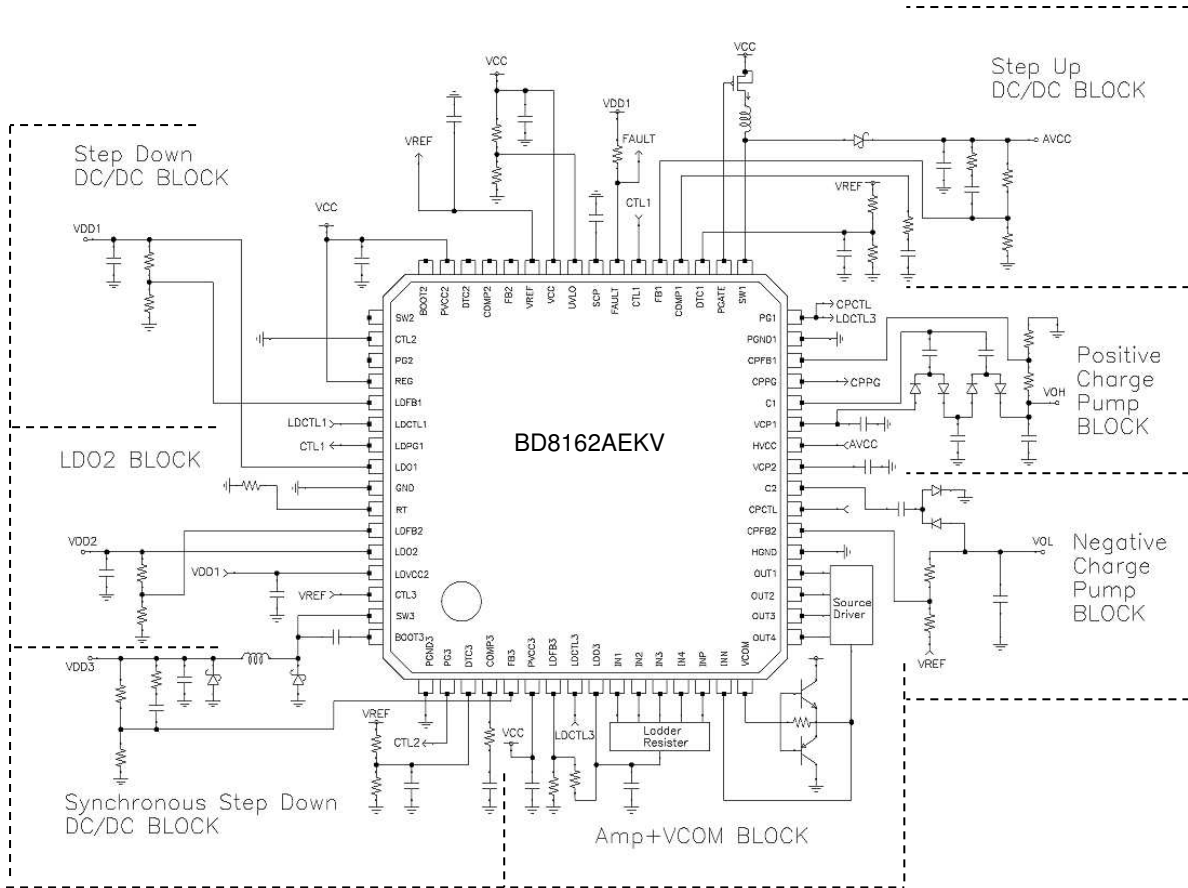 Step Up
DC/DC BLOCK
VCC
VCC
VDD1
FAULT
AVCC
VREF
CTL1
VREF
Step Down
DC/DC BLOCK
VCC
VDD1
BOOT2
PVCC2
DTC2
COMP2
FB2
VREF
VCC
UVLO
SCP
FAULT
CTL1
FB1
COMP1
DTC1
PGATE
SW1
SW2
CTL2
PG2
REG
LDFB1
LDCTL1
LDCTL1
CTL1
LDPG1
LDO1
GND
RT
LDFB2
VDD2
LDO2
VDD1
LDVCC2
VREF
CTL3
SW3
BOOT3
LDO2 BLOCK
BD8162AEKV
PG1
CPCTL
LDCTL3
PGND1
CPFB1
CPPG
CPPG
C1
VCP1
HVCC
AVCC
VCP2
C2
CPCTL
CPFB2
HGND
OUT1
OUT2
OUT3
OUT4
Source
Driver
VOH
Positive
Charge
Pump
BLOCK
VOL
Negative
Charge
Pump
BLOCK
VREF
PGND3
PG3
DTC3
COMP3
FB3
PVCC3
LDFB3
LDCTL3
LDO3
IN1
IN2
IN3
IN4
INP
INN
VCOM
VDD3
VREF
CTL2
VCC
LDCTL3
Ladder
Resister
Synchronous Step Down
DC/DC BLOCK
Amp+VCOM BLOCK